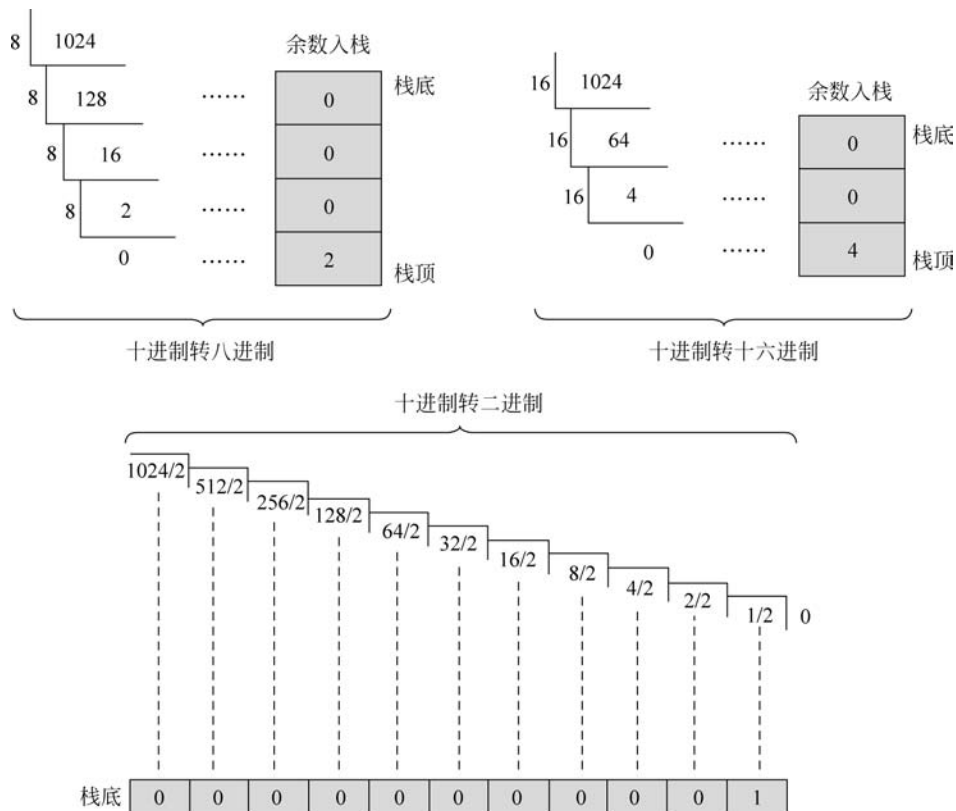 8 1024 余数入栈
8 128 …… 0 栈底
8 16 …… 0
8 2 …… 0
0 …… 2 栈顶
十进制转八进制
16 1024 余数入栈
16 64 …… 0 栈底
16 4 …… 0
0 …… 4 栈顶
十进制转十六进制
十进制转二进制
1024/2 512/2 256/2 128/2 64/2 32/2 16/2 8/2 4/2 2/2 1/2 0
栈底 0 0 0 0 0 0 0 0 0 0 1